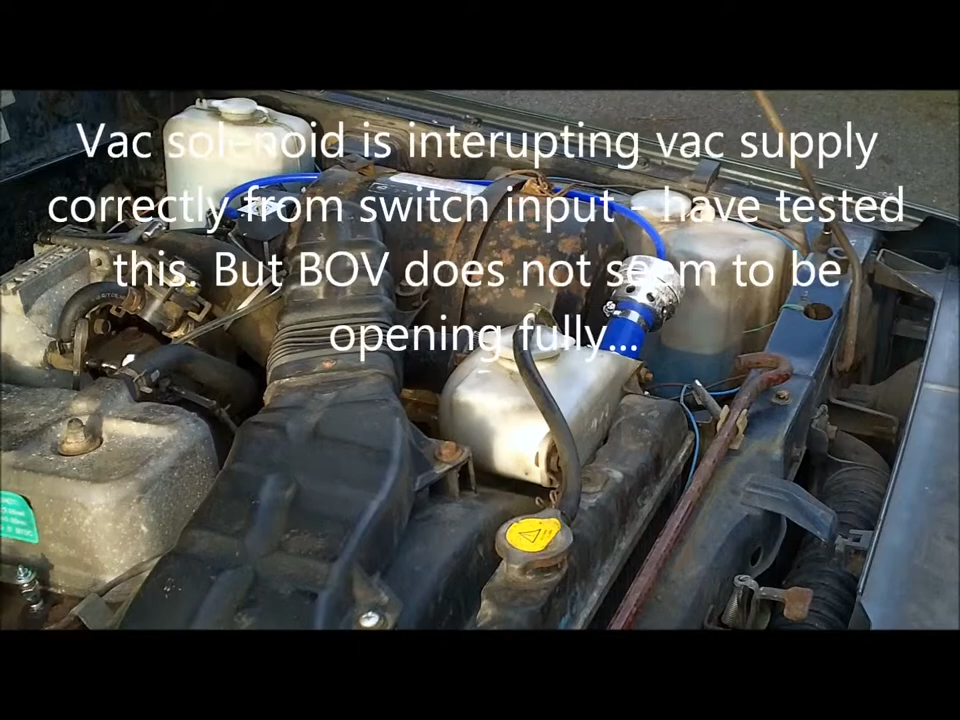 Vac solenoid is interupting vac supply
correctly from switch input - have tested
this. But BOV does not seem to be
opening fully...